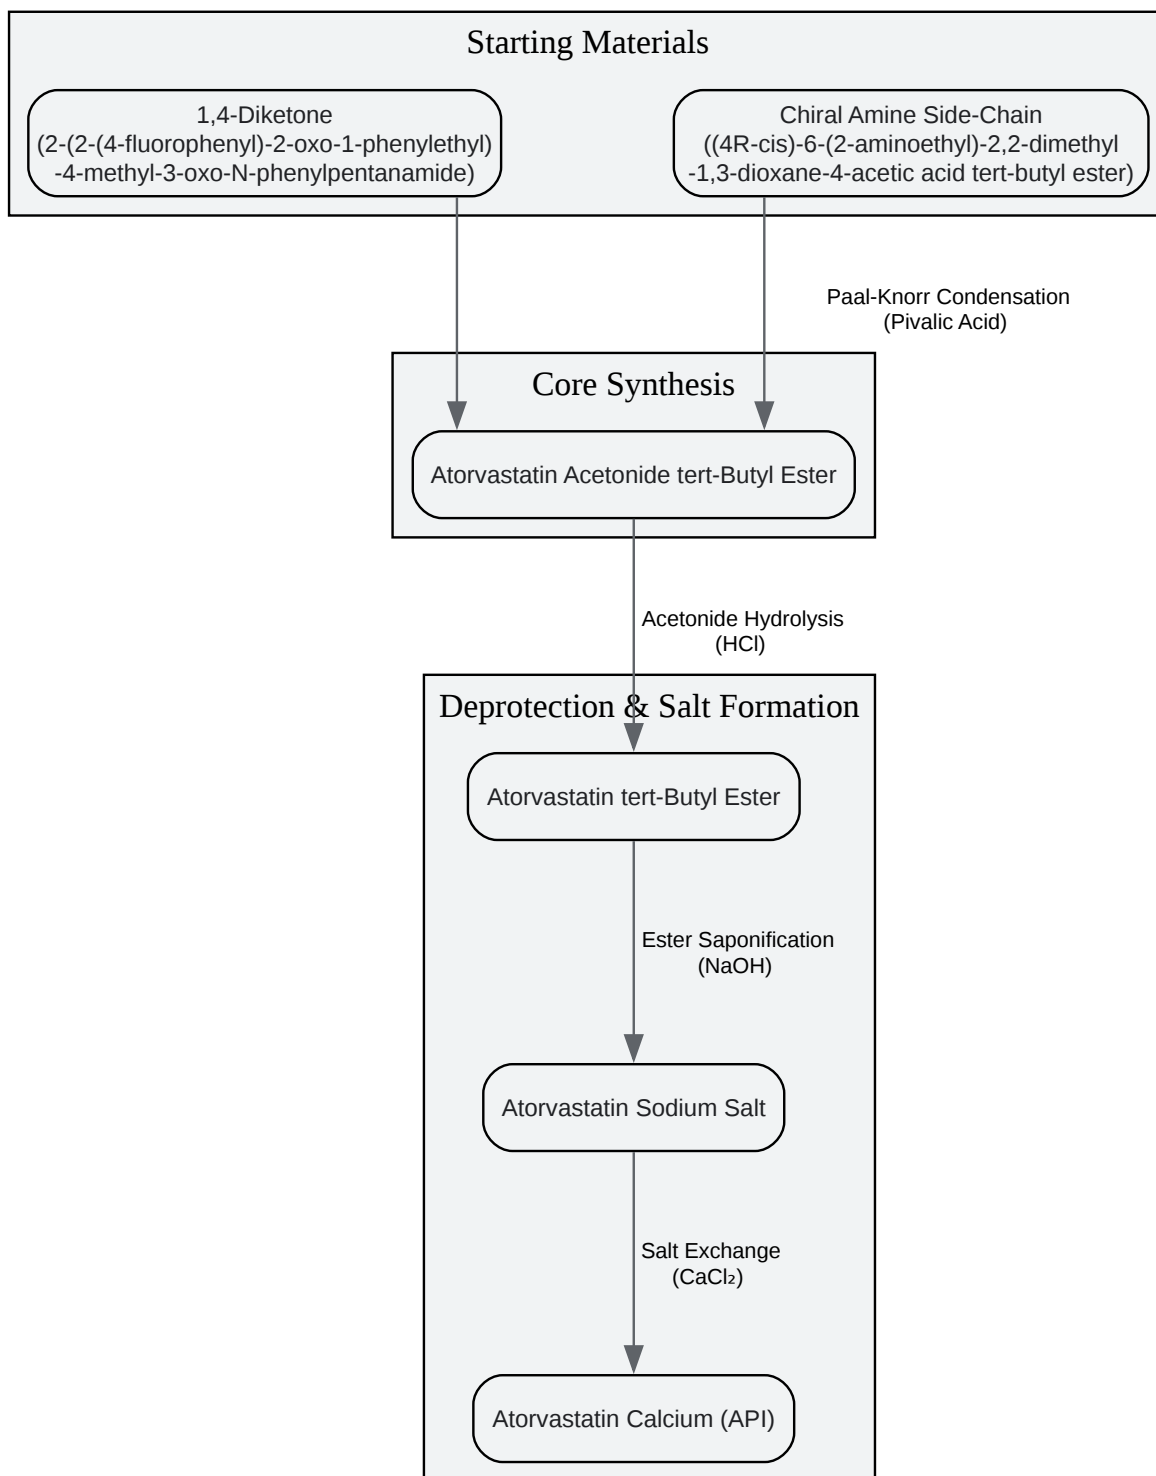 Starting Materials
1,4-Diketone
(2-(2-(4-fluorophenyl)-2-oxo-1-phenylethyl)
-4-methyl-3-oxo-N-phenylpentanamide)
Chiral Amine Side-Chain
((4R-cis)-6-(2-aminoethyl)-2,2-dimethyl
-1,3-dioxane-4-acetic acid tert-butyl ester)
Paal-Knorr Condensation
(Pivalic Acid)
Core Synthesis
Atorvastatin Acetonide tert-Butyl Ester
Acetonide Hydrolysis
(HCl)
Deprotection & Salt Formation
Atorvastatin tert-Butyl Ester
Ester Saponification
(NaOH)
Atorvastatin Sodium Salt
Salt Exchange
(CaCl₂)
Atorvastatin Calcium (API)